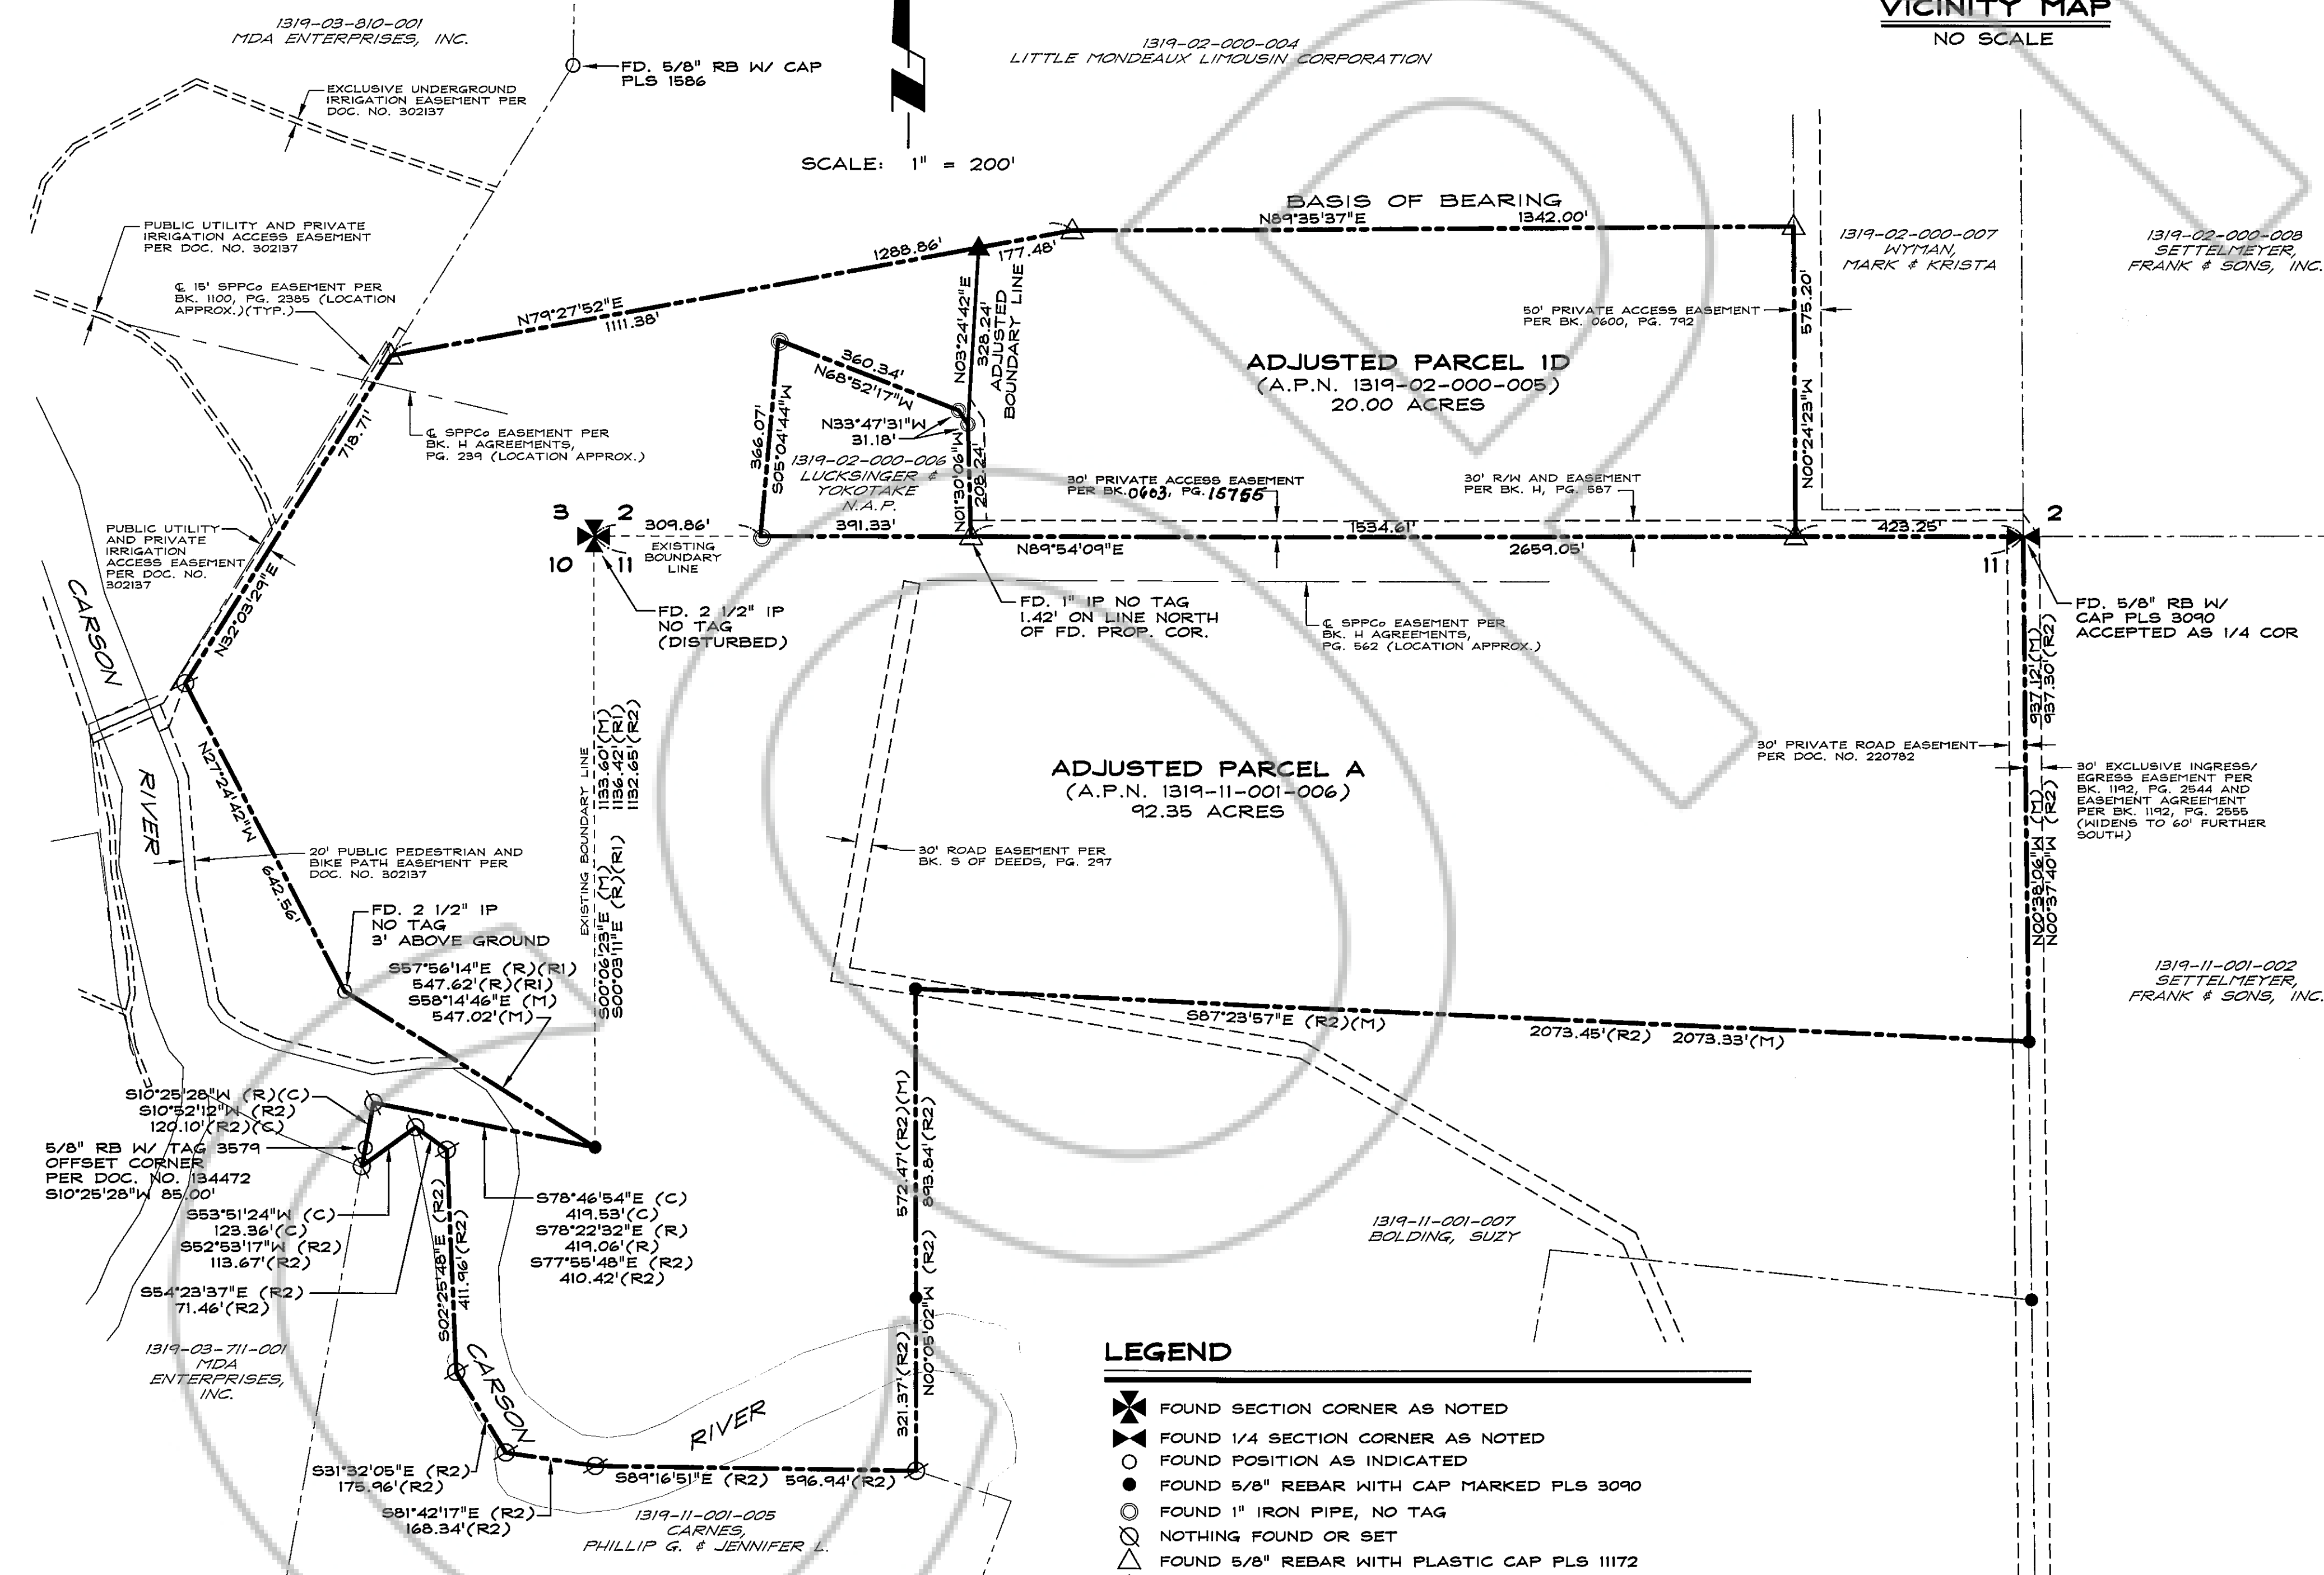 1319-03-810-001
MDA ENTERPRISES, INC.
FD. 5/8" RB W/ CAP
PLS 1586
1319-02-000-004
LITTLE MONDEAUX LIMOUSIN CORPORATION
VICINITY MAP
NO SCALE
EXCLUSIVE UNDERGROUND
IRRIGATION EASEMENT PER
DOC. NO. 302137
SCALE: 1" = 200'
PUBLIC UTILITY AND PRIVATE
IRRIGATION ACCESS EASEMENT
PER DOC. NO. 302137
℄ 15' SPPCo EASEMENT PER
BK. 1100, PG. 2385 (LOCATION
APPROX.)(TYP.)
BASIS OF BEARING
N89°35'37"E 1342.00'
1288.86'
177.48'
N79°27'52"E
1111.38'
1319-02-000-007
WYMAN,
MARK & KRISTA
1319-02-000-008
SETTELMEYER,
FRANK & SONS, INC.
N03°24'42"E
328.24'
ADJUSTED
BOUNDARY LINE
50' PRIVATE ACCESS EASEMENT
PER BK. 0600, PG. 792
575.20'
N00°24'23"W
ADJUSTED PARCEL 1D
(A.P.N. 1319-02-000-005)
20.00 ACRES
360.34'
N68°52'17"W
366.07'
S05°04'44"W
N33°47'31"W
31.18'
N01°30'06"W
208.24'
718.71'
N32°03'29"E
℄ SPPCo EASEMENT PER
BK. H AGREEMENTS,
PG. 239 (LOCATION APPROX.)
1319-02-000-006
LUCKSINGER &
YOKOTAKE
N.A.P.
30' PRIVATE ACCESS EASEMENT
PER BK.0603, PG.15755
30' R/W AND EASEMENT
PER BK. H, PG. 587
PUBLIC UTILITY
AND PRIVATE
IRRIGATION
ACCESS EASEMENT
PER DOC. NO.
302137
3 2
10 11
309.86'
EXISTING
BOUNDARY
LINE
391.33'
1534.61'
423.25'
N89°54'09"E 2659.05'
2
11
FD. 2 1/2" IP
NO TAG
(DISTURBED)
FD. 1" IP NO TAG
1.42' ON LINE NORTH
OF FD. PROP. COR.
℄ SPPCo EASEMENT PER
BK. H AGREEMENTS,
PG. 562 (LOCATION APPROX.)
FD. 5/8" RB W/
CAP PLS 3090
ACCEPTED AS 1/4 COR
937.12'(M)
937.30'(R2)
CARSON
RIVER
N27°24'42"W
642.56'
EXISTING BOUNDARY LINE
1133.60'(M)
1136.42'(R1)
1132.65'(R2)
S00°06'23"E (M)
S00°03'11"E (R)(R1)
ADJUSTED PARCEL A
(A.P.N. 1319-11-001-006)
92.35 ACRES
30' PRIVATE ROAD EASEMENT
PER DOC. NO. 220782
30' EXCLUSIVE INGRESS/
EGRESS EASEMENT PER
BK. 1192, PG. 2544 AND
EASEMENT AGREEMENT
PER BK. 1192, PG. 2555
(WIDENS TO 60' FURTHER
SOUTH)
N00°38'06"W (M)
N00°37'40"W (R2)
20' PUBLIC PEDESTRIAN AND
BIKE PATH EASEMENT PER
DOC. NO. 302137
30' ROAD EASEMENT PER
BK. S OF DEEDS, PG. 297
FD. 2 1/2" IP
NO TAG
3' ABOVE GROUND
S57°56'14"E (R)(R1)
547.62'(R)(R1)
S58°14'46"E (M)
547.02'(M)
1319-11-001-002
SETTELMEYER,
FRANK & SONS, INC.
S87°23'57"E (R2)(M) 2073.45'(R2) 2073.33'(M)
S10°25'28"W (R)(C)
S10°52'12"W (R2)
120.10'(R2)(C)
5/8" RB W/ TAG 3579
OFFSET CORNER
PER DOC. NO. 134472
S10°25'28"W 85.00'
S53°51'24"W (C)
123.36'(C)
S52°53'17"W (R2)
113.67'(R2)
S54°23'37"E (R2)
71.46'(R2)
S02°25'48"E (R2)
411.96'(R2)
S78°46'54"E (C)
419.53'(C)
S78°22'32"E (R)
419.06'(R)
S77°55'48"E (R2)
410.42'(R2)
572.47'(R2)(M)
893.84'(R2)
N00°05'02"W (R2)
321.37'(R2)
1319-11-001-007
BOLDING, SUZY
1319-03-711-001
MDA
ENTERPRISES,
INC.
CARSON
RIVER
S31°32'05"E (R2)
175.96'(R2)
S81°42'17"E (R2)
168.34'(R2)
S89°16'51"E (R2) 596.94'(R2)
1319-11-001-005
CARNES,
PHILLIP G. & JENNIFER L.
LEGEND
FOUND SECTION CORNER AS NOTED
FOUND 1/4 SECTION CORNER AS NOTED
FOUND POSITION AS INDICATED
FOUND 5/8" REBAR WITH CAP MARKED PLS 3090
FOUND 1" IRON PIPE, NO TAG
NOTHING FOUND OR SET
FOUND 5/8" REBAR WITH PLASTIC CAP PLS 11172